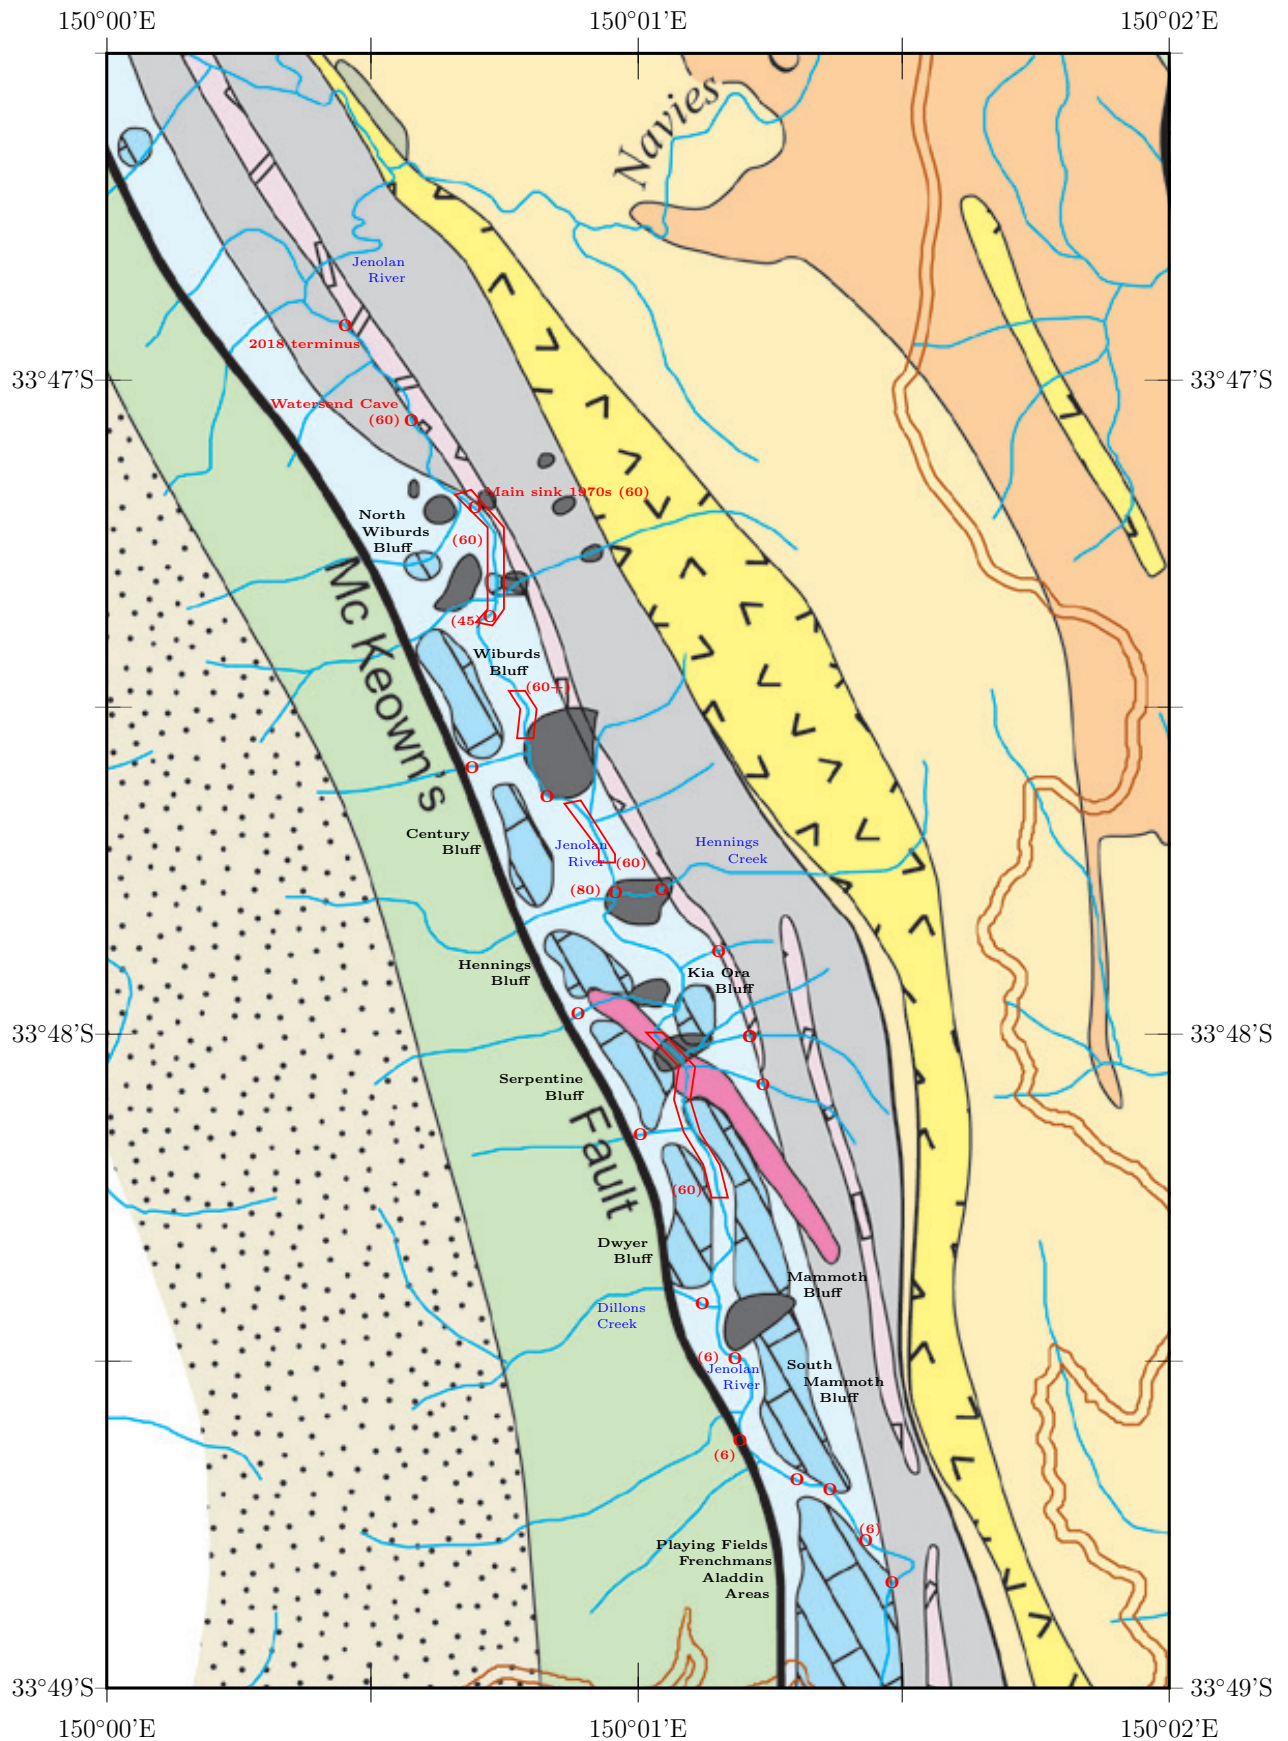 150°00’E
150°01’E
150°02’E
Navies
C
Jenolan
River
2018 terminus
33°47’S
33°47’S
Watersend Cave
(60)
Main sink 1970s (60)
North
Wiburds
Bluff
(60)
(45)
Mc Keown's
Wiburds
Bluff
(60+)
Century
Bluff
Jenolan
River
(60)
Hennings
Creek
(80)
Hennings
Bluff
Kia Ora
Bluff
33°48’S
33°48’S
Serpentine
Bluff
Fault
(60)
Dwyer
Bluff
Mammoth
Bluff
Dillons
Creek
(6)
Jenolan
River
South
Mammoth
Bluff
(6)
(6)
Playing Fields
Frenchmans
Aladdin
Areas
33°49’S
33°49’S
150°00’E
150°01’E
150°02’E